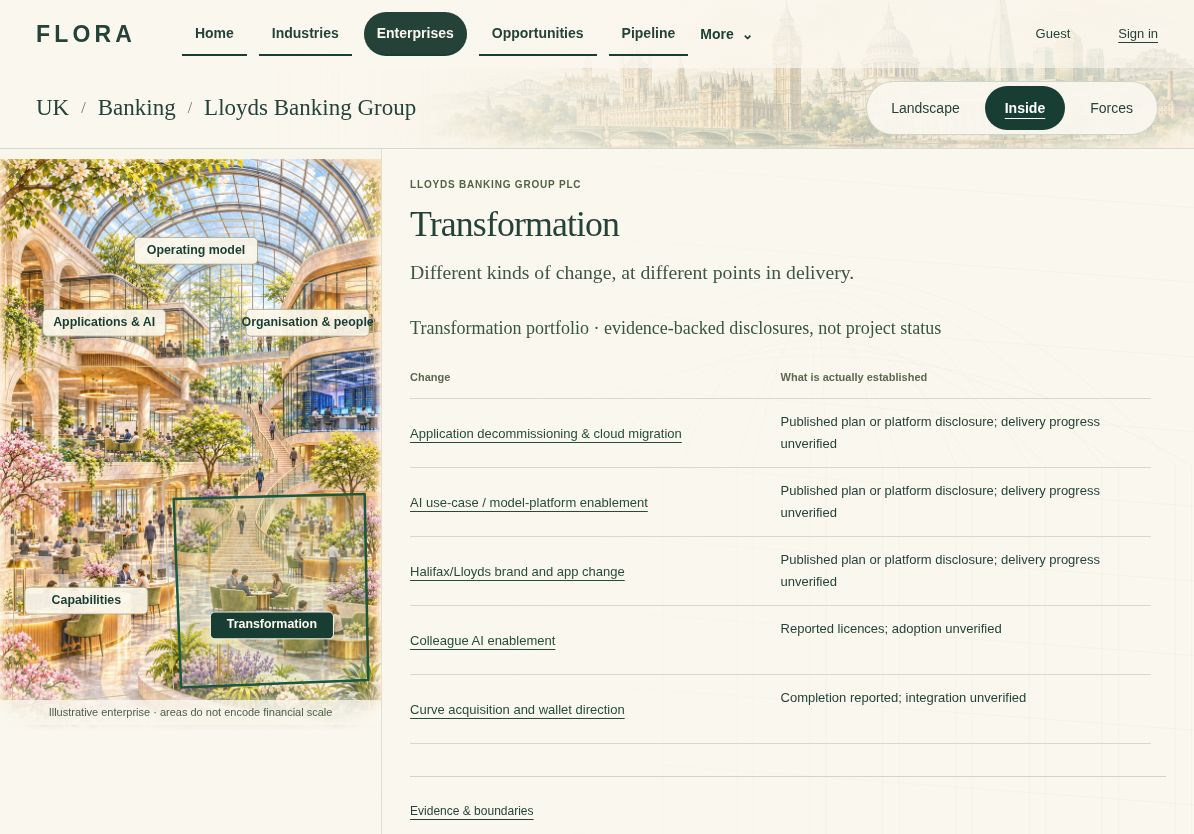 FLORA
Home
Industries
Enterprises
Opportunities
Pipeline
More
Guest
Sign in
UK / Banking / Lloyds Banking Group
Landscape
Inside
Forces
Operating model
Applications & AI
Organisation & people
Capabilities
Transformation
Illustrative enterprise · areas do not encode financial scale
LLOYDS BANKING GROUP PLC
Transformation
Different kinds of change, at different points in delivery.
Transformation portfolio · evidence-backed disclosures, not project status
Change
What is actually established
Application decommissioning & cloud migration
Published plan or platform disclosure; delivery progress
unverified
AI use-case / model-platform enablement
Published plan or platform disclosure; delivery progress
unverified
Halifax/Lloyds brand and app change
Published plan or platform disclosure; delivery progress
unverified
Colleague AI enablement
Reported licences; adoption unverified
Curve acquisition and wallet direction
Completion reported; integration unverified
Evidence & boundaries